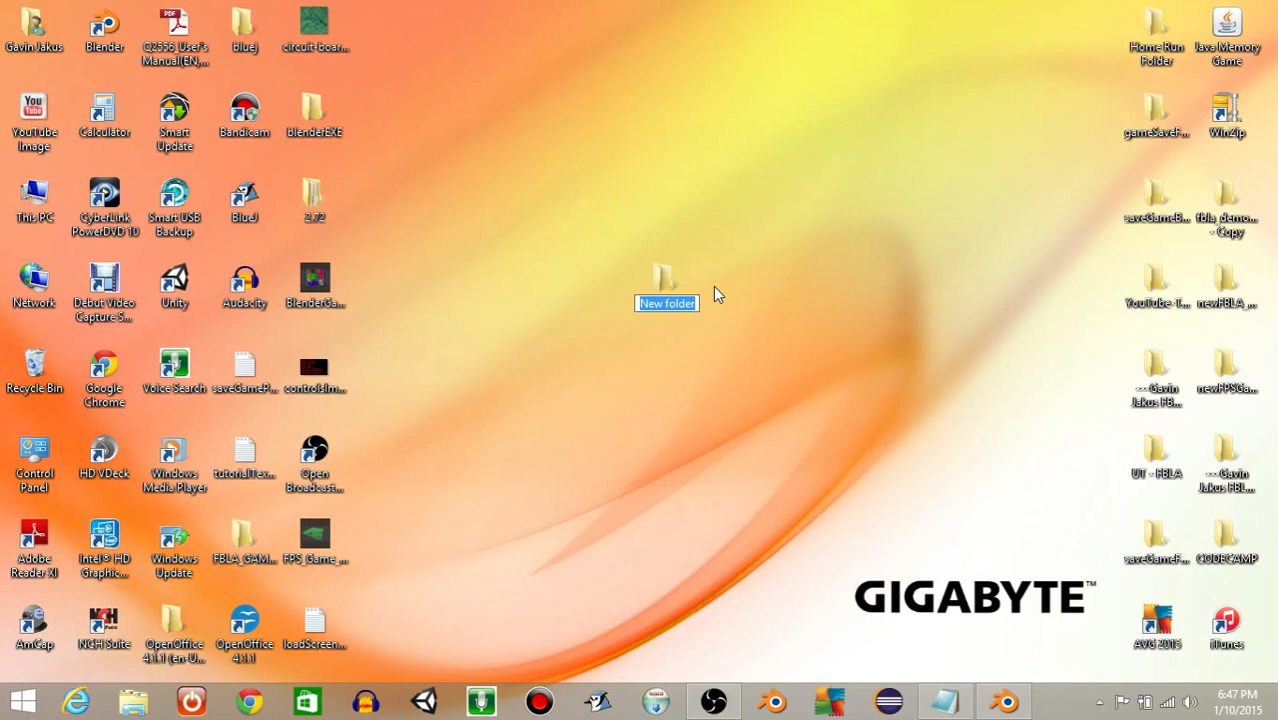 Gavin Jakus
Blender
Q2556_User's
Manual(EN,...
bluej
circuit-boar...
Home Run
Folder
Java Memory
Game
You
Tube
YouTube
Image
Calculator
Smart
Update
Bandicam
blenderEXE
gameSaveF...
WinZip
This PC
CyberLink
PowerDVD 10
Smart USB
Backup
BlueJ
2.72
saveGameB...
fbla_demo...
- Copy
Network
Debut Video
Capture S...
Unity
Audacity
BlenderGa...
New folder
YouTube-T...
newFBLA_...
Recycle Bin
Google
Chrome
Voice Search
saveGameP...
controlsIm...
---Gavin
Jakus FB...
newFPSGa...
Control
Panel
HD VDeck
Windows
Media Player
tutorialTex...
Open
Broadcast...
UT - FBLA
---Gavin
Jakus FBL...
Adobe
Reader XI
Intel® HD
Graphic...
Windows
Update
FBLA_GAM...
FPS_Game_...
saveGameF...
CODECAMP
GIGABYTE™
AmCap
NCH Suite
OpenOffice
4.1.1 (en-U...
OpenOffice
4.1.1
loadScreen...
AVG 2015
iTunes
6:47 PM
1/10/2015